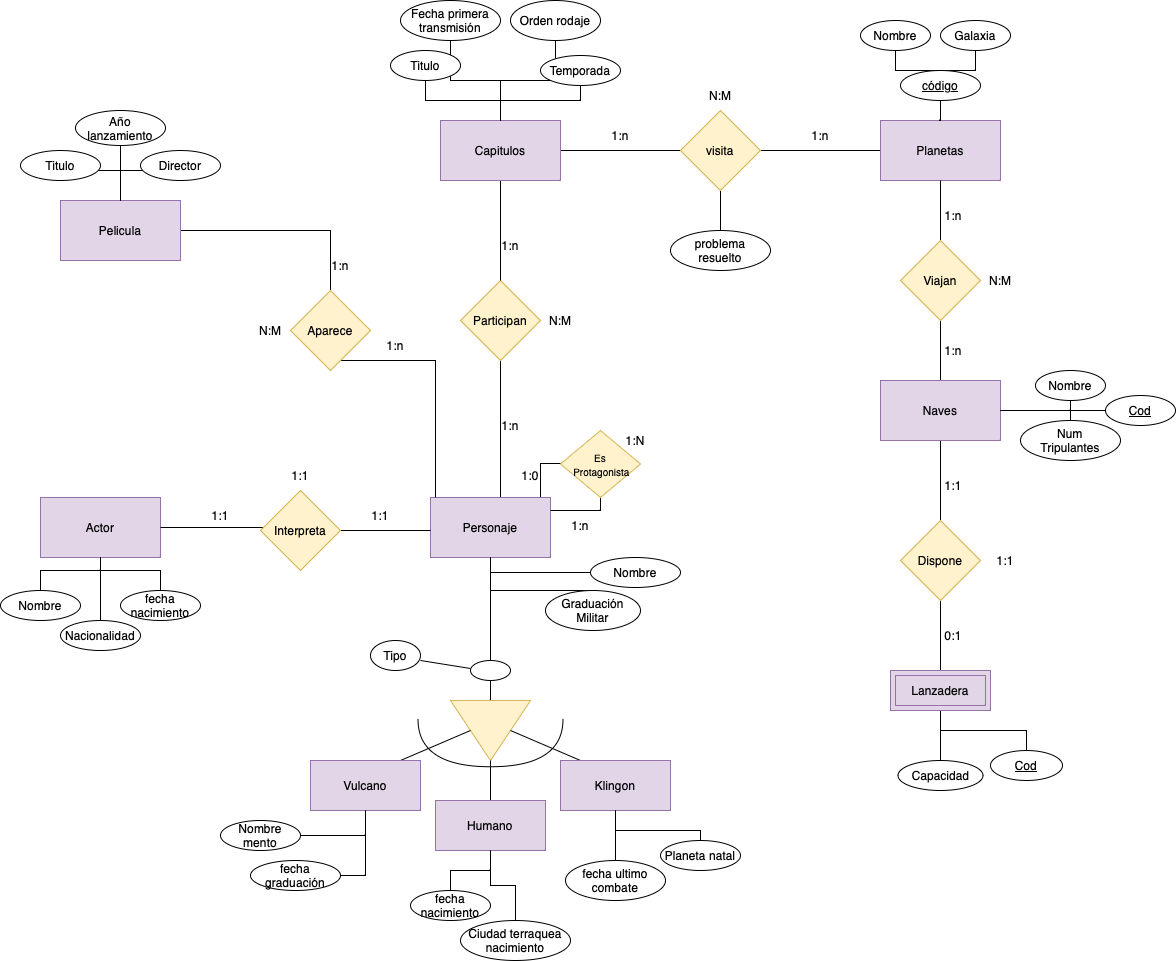 Fecha primera
transmisión
Orden rodaje
Titulo
Temporada
Nombre
Galaxia
código
N:M
Capitulos
1:n
visita
1:n
Planetas
Año
lanzamiento
Titulo
Director
Pelicula
problema
resuelto
1:n
1:n
1:n
Viajan
N:M
Aparece
N:M
1:n
Participan
N:M
1:n
1:n
Naves
Nombre
Cod
Num
Tripulantes
1:n
Es
Protagonista
1:N
1:0
1:n
1:1
Actor
1:1
Interpreta
1:1
Personaje
1:1
Dispone
1:1
0:1
Nombre
fecha
nacimiento
Nacionalidad
Nombre
Graduación
Militar
Tipo
Lanzadera
Capacidad
Cod
Vulcano
Humano
Klingon
Nombre
mento
fecha
graduación
fecha
nacimiento
Ciudad terraquea
nacimiento
fecha ultimo
combate
Planeta natal